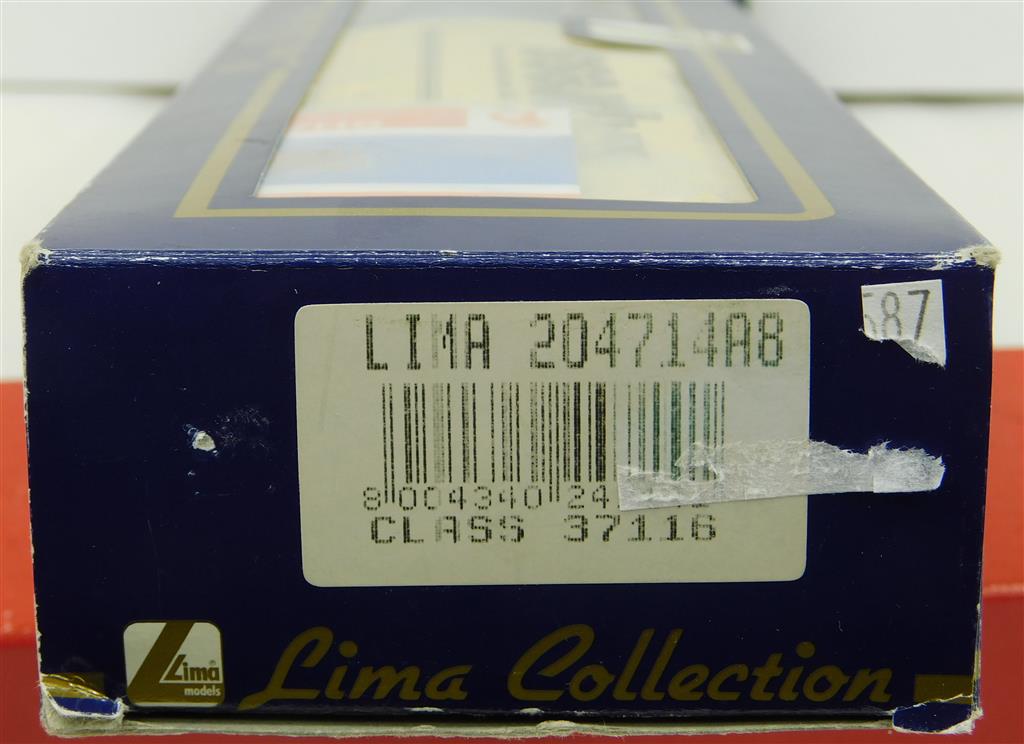 587
LIMA 204714A8
8 004340 24
CLASS 37116
Lima®
models
Lima Collection